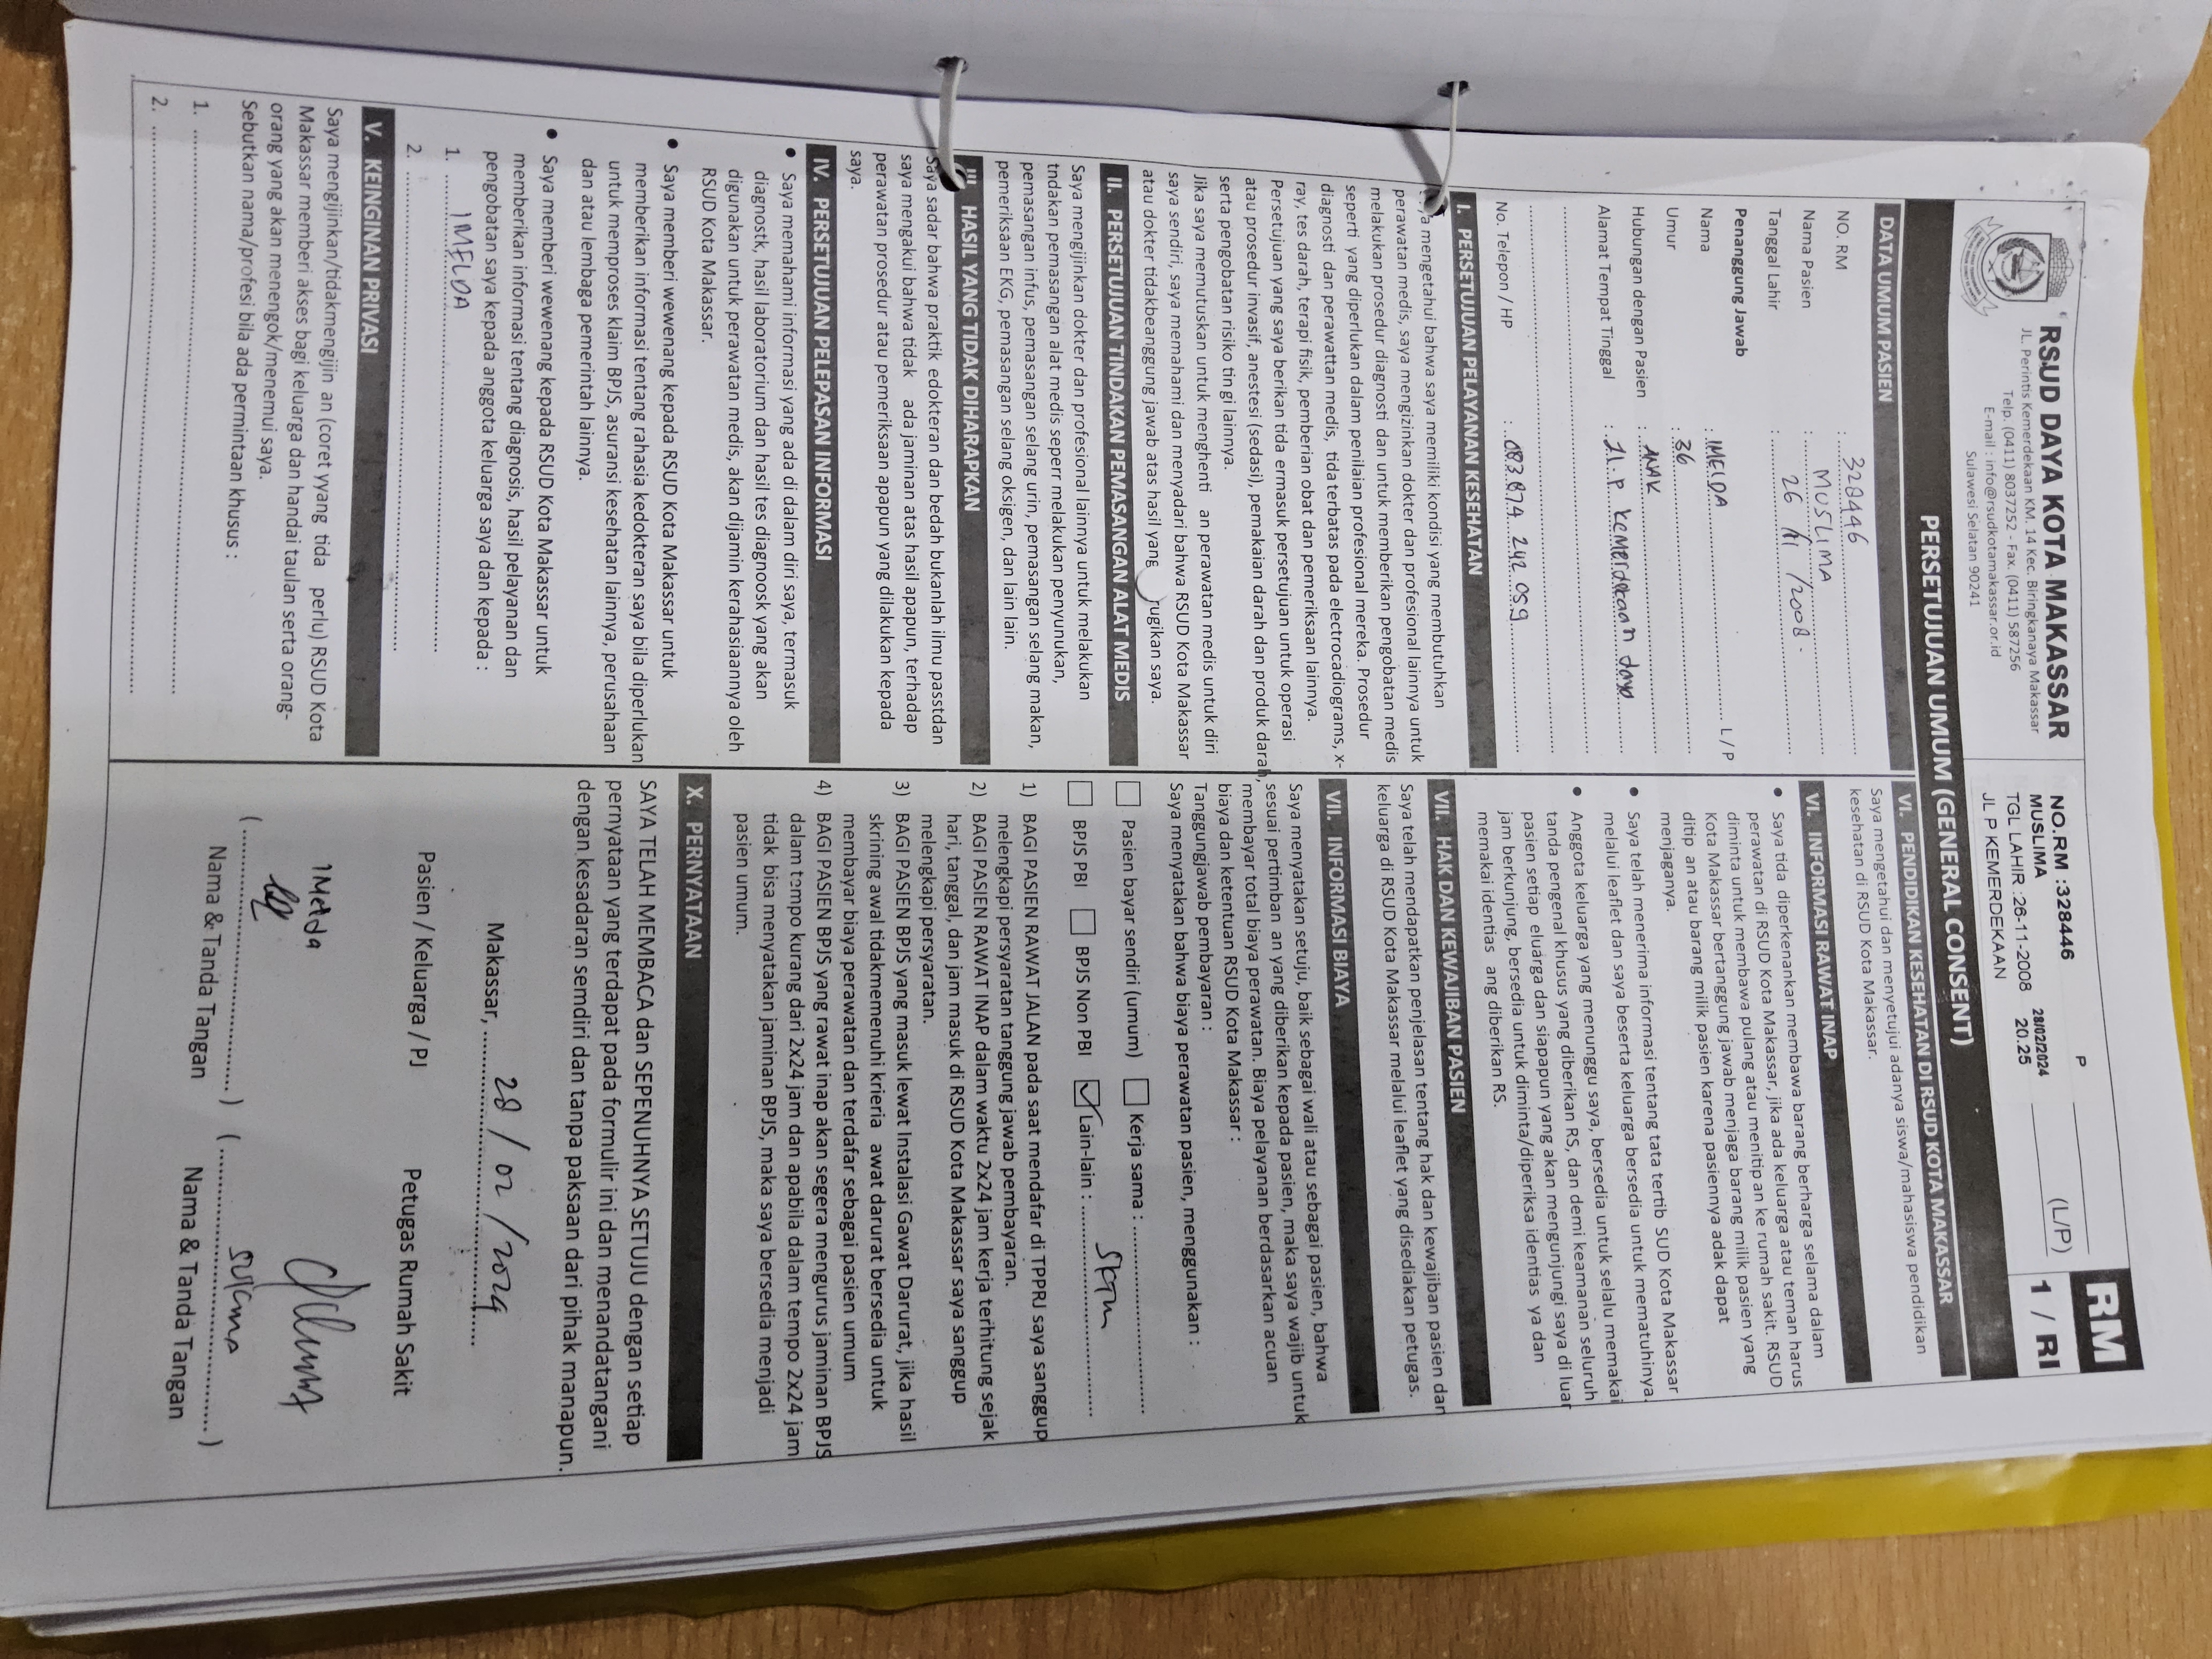 RSUD DAYA KOTA MAKASSAR
JL. Perintis Kemerdekaan KM. 14 Kec. Biringkanaya Makassar
Telp. (0411) 8037252 - Fax. (0411) 587256
E-mail : info@rsudkotamakassar.or.id
Sulawesi Selatan 90241
RM
P
NO.RM :328446
MUSLIMA 28/02/2024
TGL LAHIR :26-11-2008 20.25
JL P KEMERDEKAAN
(L/P)
1 / RI
PERSETUJUAN UMUM (GENERAL CONSENT)
DATA UMUM PASIEN
NO. RM : 328446
Nama Pasien : MUSLIMA
Tanggal Lahir : 26 /11 /2008 -
Penanggung Jawab
Nama : IMELDA L / P
Umur : 36
Hubungan dengan Pasien : ANAK
Alamat Tempat Tinggal : Jl. P kemerdekaan daya
No. Telepon / HP : 083 874 242 059
I. PERSETUJUAN PELAYANAN KESEHATAN
mengetahui bahwa saya memiliki kondisi yang membutuhkan
perawatan medis, saya mengizinkan dokter dan profesional lainnya untuk
melakukan prosedur diagnosti dan untuk memberikan pengobatan medis
seperti yang diperlukan dalam penilaian profesional mereka. Prosedur
diagnosti dan perawattan medis, tida terbatas pada electrocadiograms, x-
ray, tes darah, terapi fisik, pemberian obat dan pemeriksaan lainnya.
Persetujuan yang saya berikan tida ermasuk persetujuan untuk operasi
atau prosedur invasif, anestesi (sedasi), pemakaian darah dan produk darah,
serta pengobatan risiko tin gi lainnya.
Jika saya memutuskan untuk menghenti an perawatan medis untuk diri
saya sendiri, saya memahami dan menyadari bahwa RSUD Kota Makassar
atau dokter tidakbeanggung jawab atas hasil yang rugikan saya.
II. PERSETUJUAN TINDAKAN PEMASANGAN ALAT MEDIS
Saya mengijinkan dokter dan profesional lainnya untuk melakukan
tndakan pemasangan alat medis seperr melakukan penyunukan,
pemasangan infus, pemasangan selang urin, pemasangan selang makan,
pemeriksaan EKG, pemasangan selang oksigen, dan lain lain.
III HASIL YANG TIDAK DIHARAPKAN
Saya sadar bahwa praktik edokteran dan bedah bukanlah ilmu passtdan
saya mengakui bahwa tidak ada jaminan atas hasil apapun, terhadap
perawatan prosedur atau pemeriksaan apapun yang dilakukan kepada
saya.
IV. PERSETUJUAN PELEPASAN INFORMASI
• Saya memahami informasi yang ada di dalam diri saya, termasuk
diagnostk, hasil laboratorium dan hasil tes diagnoosk yang akan
digunakan untuk perawatan medis, akan dijamin kerahasiaannya oleh
RSUD Kota Makassar.
• Saya memberi wewenang kepada RSUD Kota Makassar untuk
memberikan informasi tentang rahasia kedokteran saya bila diperlukan
untuk memproses klaim BPJS, asuransi kesehatan lainnya, perusahaan
dan atau lembaga pemerintah lainnya.
• Saya memberi wewenang kepada RSUD Kota Makassar untuk
memberikan informasi tentang diagnosis, hasil pelayanan dan
pengobatan saya kepada anggota keluarga saya dan kepada :
1. IMELDA
2.
V. KEINGINAN PRIVASI
Saya mengijinkan/tidakmengijin an (coret yyang tida perlu) RSUD Kota
Makassar memberi akses bagi keluarga dan handai taulan serta orang-
orang yang akan menengok/menemui saya.
Sebutkan nama/profesi bila ada permintaan khusus :
1.
2.
VI. PENDIDIKAN KESEHATAN DI RSUD KOTA MAKASSAR
Saya mengetahui dan menyetujui adanya siswa/mahasiswa pendidikan
kesehatan di RSUD Kota Makassar.
VI. INFORMASI RAWAT INAP
• Saya tida diperkenankan membawa barang berharga selama dalam
perawatan di RSUD Kota Makassar, jika ada keluarga atau teman harus
diminta untuk membawa pulang atau menitip an ke rumah sakit. RSUD
Kota Makassar bertanggung jawab menjaga barang milik pasien yang
ditip an atau barang milik pasien karena pasiennya adak dapat
menjaganya.
• Saya telah menerima informasi tentang tata tertib SUD Kota Makassar
melalui leaflet dan saya beserta keluarga bersedia untuk mematuhinya.
• Anggota keluarga yang menunggu saya, bersedia untuk selalu memakai
tanda pengenal khusus yang diberikan RS, dan demi keamanan seluruh
pasien setiap eluarga dan siapapun yang akan mengunjungi saya di luar
jam berkunjung, bersedia untuk diminta/diperiksa identias ya dan
memakai identias ang diberikan RS.
VII. HAK DAN KEWAJIBAN PASIEN
Saya telah mendapatkan penjelasan tentang hak dan kewajiban pasien dan
keluarga di RSUD Kota Makassar melalui leaflet yang disediakan petugas.
VII. INFORMASI BIAYA
Saya menyatakan setuju, baik sebagai wali atau sebagai pasien, bahwa
sesuai pertimban an yang diberikan kepada pasien, maka saya wajib untuk
membayar total biaya perawatan. Biaya pelayanan berdasarkan acuan
biaya dan ketentuan RSUD Kota Makassar :
Tanggungjawab pembayaran :
Saya menyatakan bahwa biaya perawatan pasien, menggunakan :
Pasien bayar sendiri (umum) Kerja sama :
BPJS PBI BPJS Non PBI Lain-lain : Sktm
1) BAGI PASIEN RAWAT JALAN pada saat mendafar di TPPRJ saya sanggup
melengkapi persyaratan tanggung jawab pembayaran.
2) BAGI PASIEN RAWAT INAP dalam waktu 2x24 jam kerja terhitung sejak
hari, tanggal, dan jam masuk di RSUD Kota Makassar saya sanggup
melengkapi persyaratan.
3) BAGI PASIEN BPJS yang masuk lewat Instalasi Gawat Darurat, jika hasil
skrining awal tidakmemenuhi krieria awat darurat bersedia untuk
membayar biaya perawatan dan terdafar sebagai pasien umum
4) BAGI PASIEN BPJS yang rawat inap akan segera mengurus jaminan BPJS
dalam tempo kurang dari 2x24 jam dan apabila dalam tempo 2x24 jam
tidak bisa menyatakan jaminan BPJS, maka saya bersedia menjadi
pasien umum.
X. PERNYATAAN
SAYA TELAH MEMBACA dan SEPENUHNYA SETUJU dengan setiap
pernyataan yang terdapat pada formulir ini dan menandatangani
dengan kesadaran semdiri dan tanpa paksaan dari pihak manapun.
Makassar, 28 / 02 / 2024
Pasien / Keluarga / PJ Petugas Rumah Sakit
IMelda
Nama & Tanda Tangan Nama & Tanda Tangan